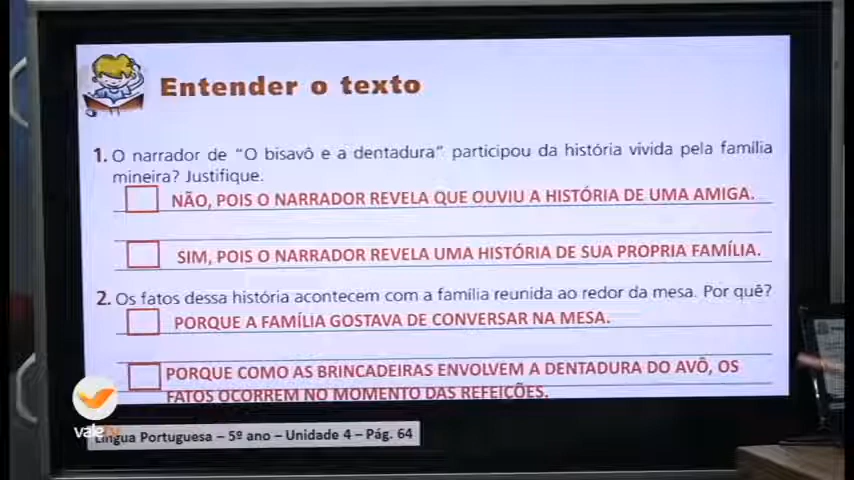 Entender o texto
1. O narrador de “O bisavô e a dentadura” participou da história vivida pela família
mineira? Justifique.
NÃO, POIS O NARRADOR REVELA QUE OUVIU A HISTÓRIA DE UMA AMIGA.
SIM, POIS O NARRADOR REVELA UMA HISTÓRIA DE SUA PROPRIA FAMÍLIA.
2. Os fatos dessa história acontecem com a família reunida ao redor da mesa. Por quê?
PORQUE A FAMÍLIA GOSTAVA DE CONVERSAR NA MESA.
PORQUE COMO AS BRINCADEIRAS ENVOLVEM A DENTADURA DO AVÔ, OS
FATOS OCORREM NO MOMENTO DAS REFEIÇÕES.
vale
Língua Portuguesa – 5º ano – Unidade 4 – Pág. 64